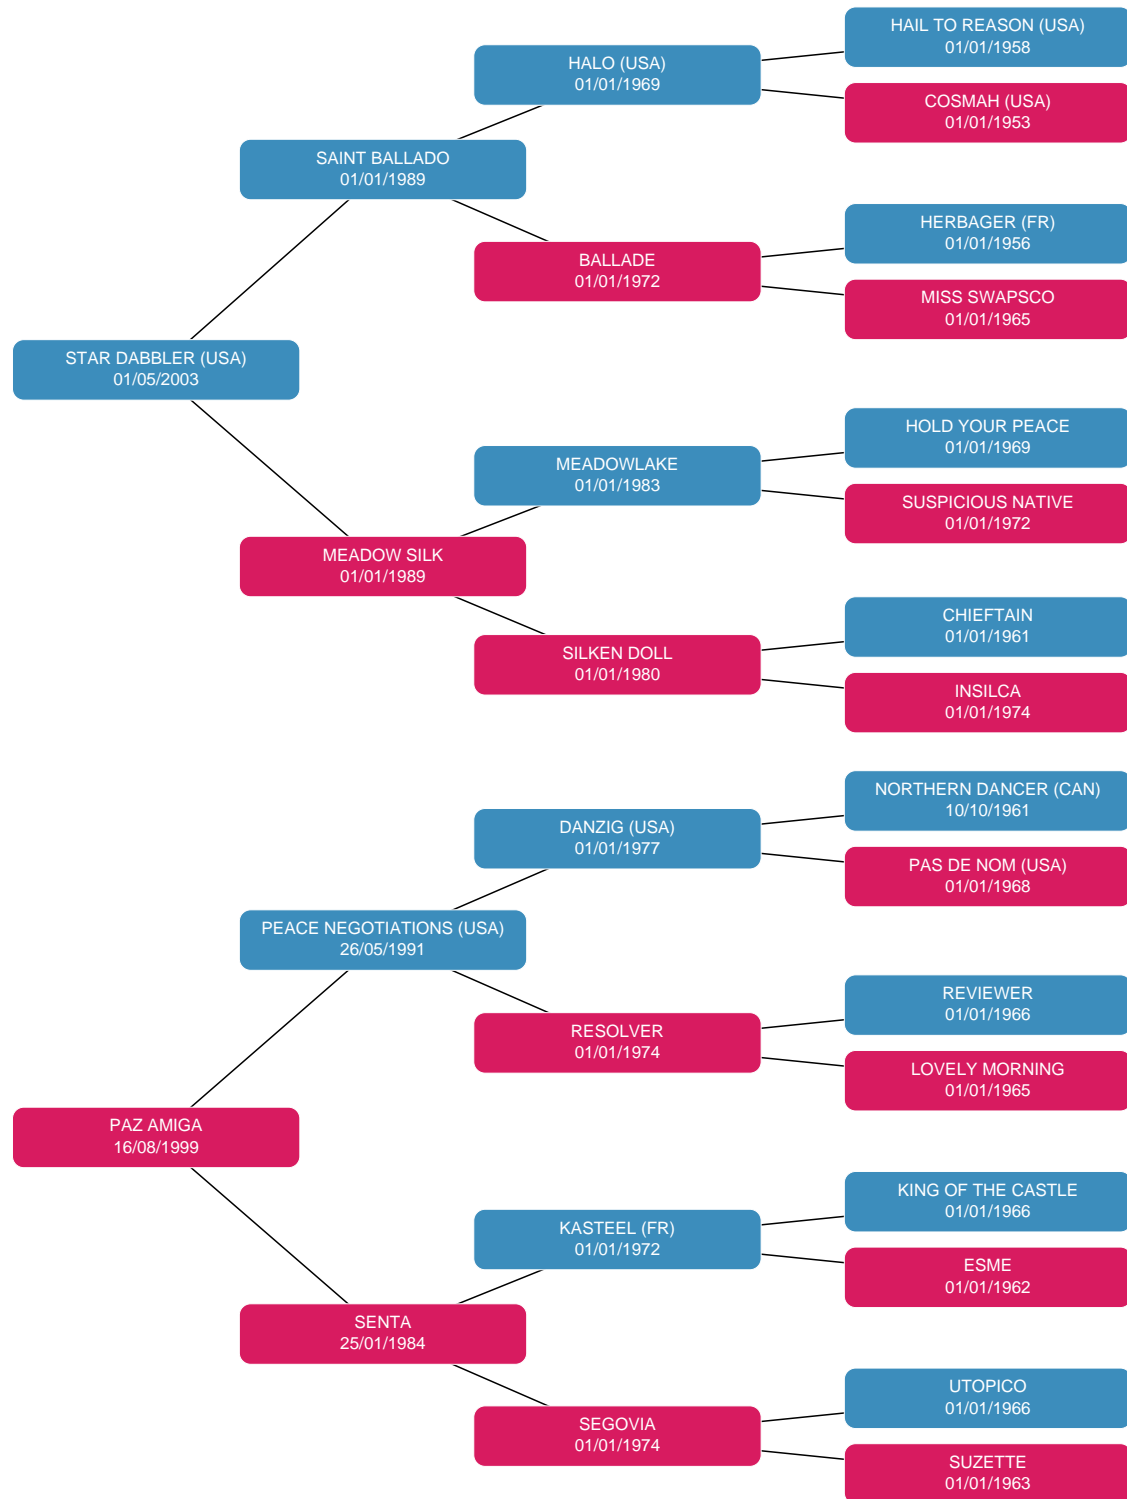 HAIL TO REASON (USA)
01/01/1958
HALO (USA)
01/01/1969
COSMAH (USA)
01/01/1953
SAINT BALLADO
01/01/1989
HERBAGER (FR)
01/01/1956
BALLADE
01/01/1972
MISS SWAPSCO
01/01/1965
STAR DABBLER (USA)
01/05/2003
HOLD YOUR PEACE
01/01/1969
MEADOWLAKE
01/01/1983
SUSPICIOUS NATIVE
01/01/1972
MEADOW SILK
01/01/1989
CHIEFTAIN
01/01/1961
SILKEN DOLL
01/01/1980
INSILCA
01/01/1974
NORTHERN DANCER (CAN)
10/10/1961
DANZIG (USA)
01/01/1977
PAS DE NOM (USA)
01/01/1968
PEACE NEGOTIATIONS (USA)
26/05/1991
REVIEWER
01/01/1966
RESOLVER
01/01/1974
LOVELY MORNING
01/01/1965
PAZ AMIGA
16/08/1999
KING OF THE CASTLE
01/01/1966
KASTEEL (FR)
01/01/1972
ESME
01/01/1962
SENTA
25/01/1984
UTOPICO
01/01/1966
SEGOVIA
01/01/1974
SUZETTE
01/01/1963